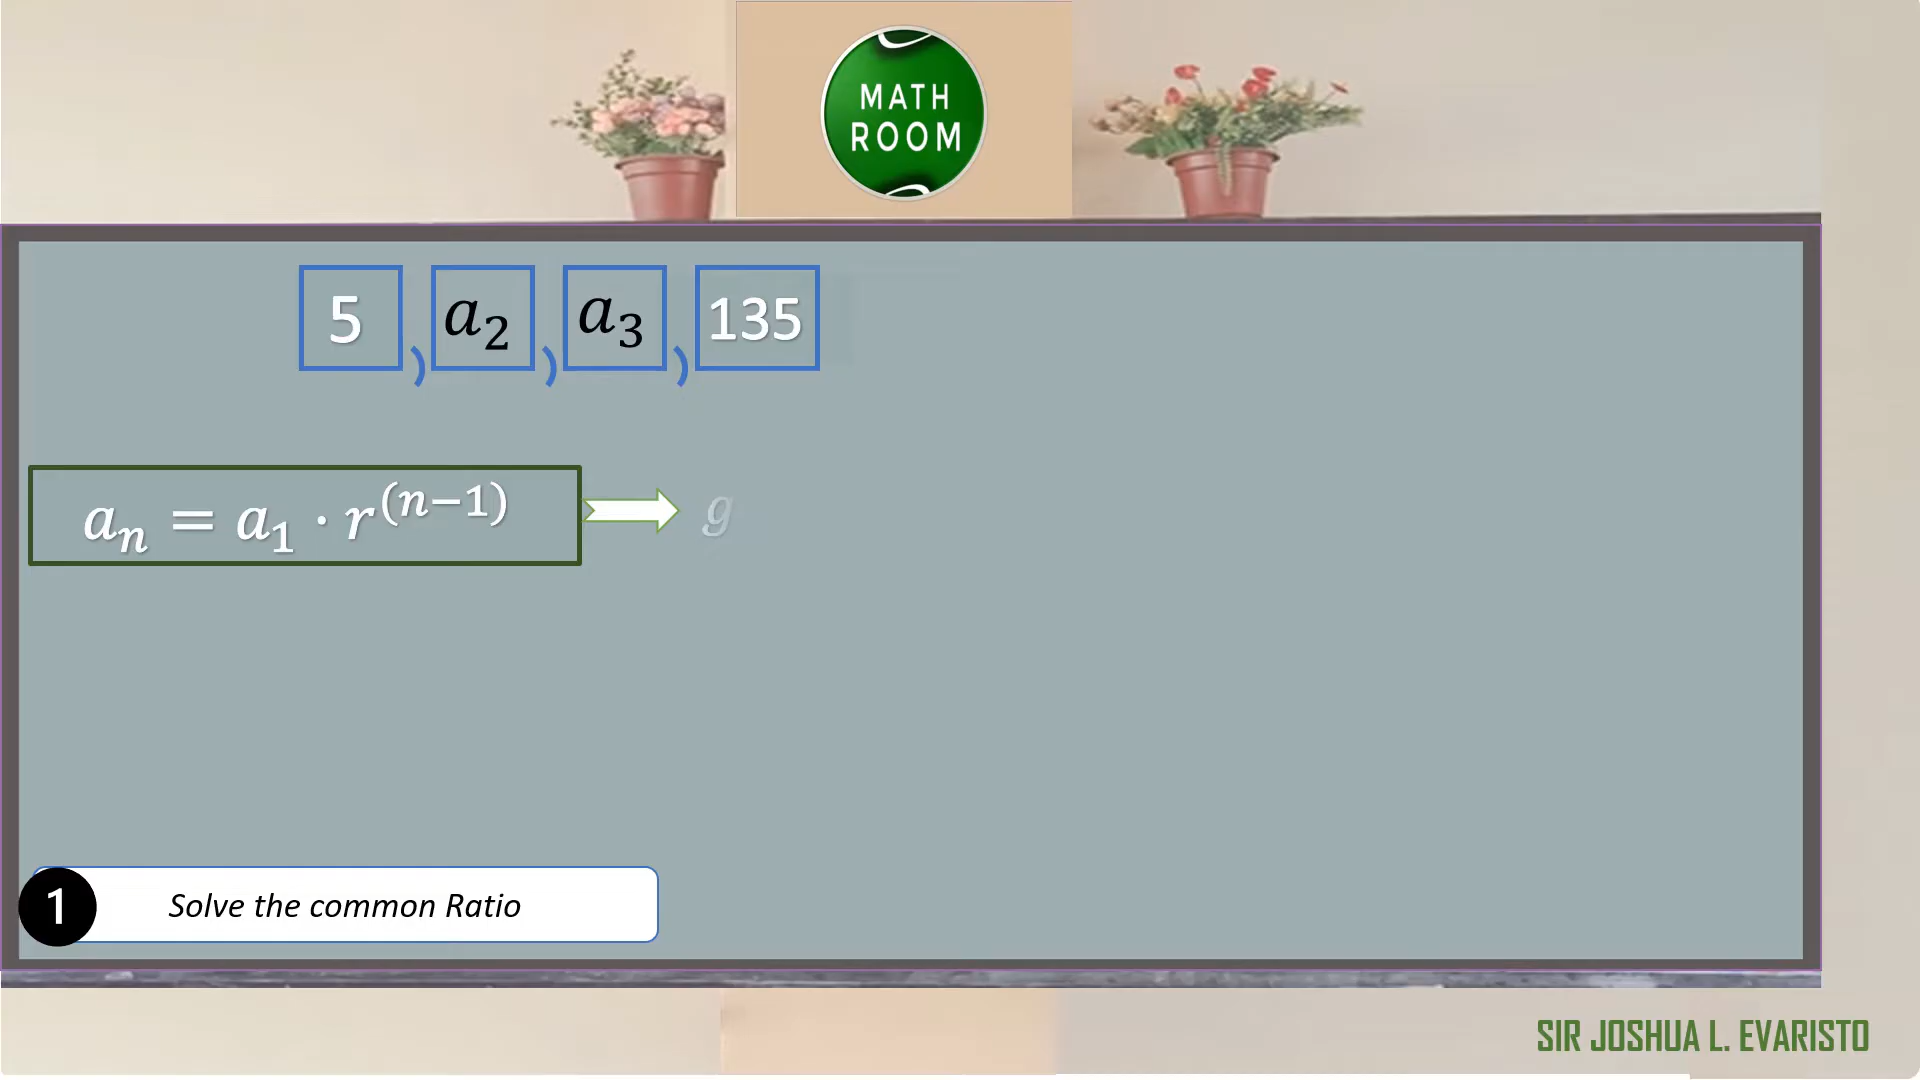 MATH
ROOM
5 , a₂ , a₃ , 135
aₙ = a₁ · r⁽ⁿ⁻¹⁾ g
1 Solve the common Ratio
SIR JOSHUA L. EVARISTO